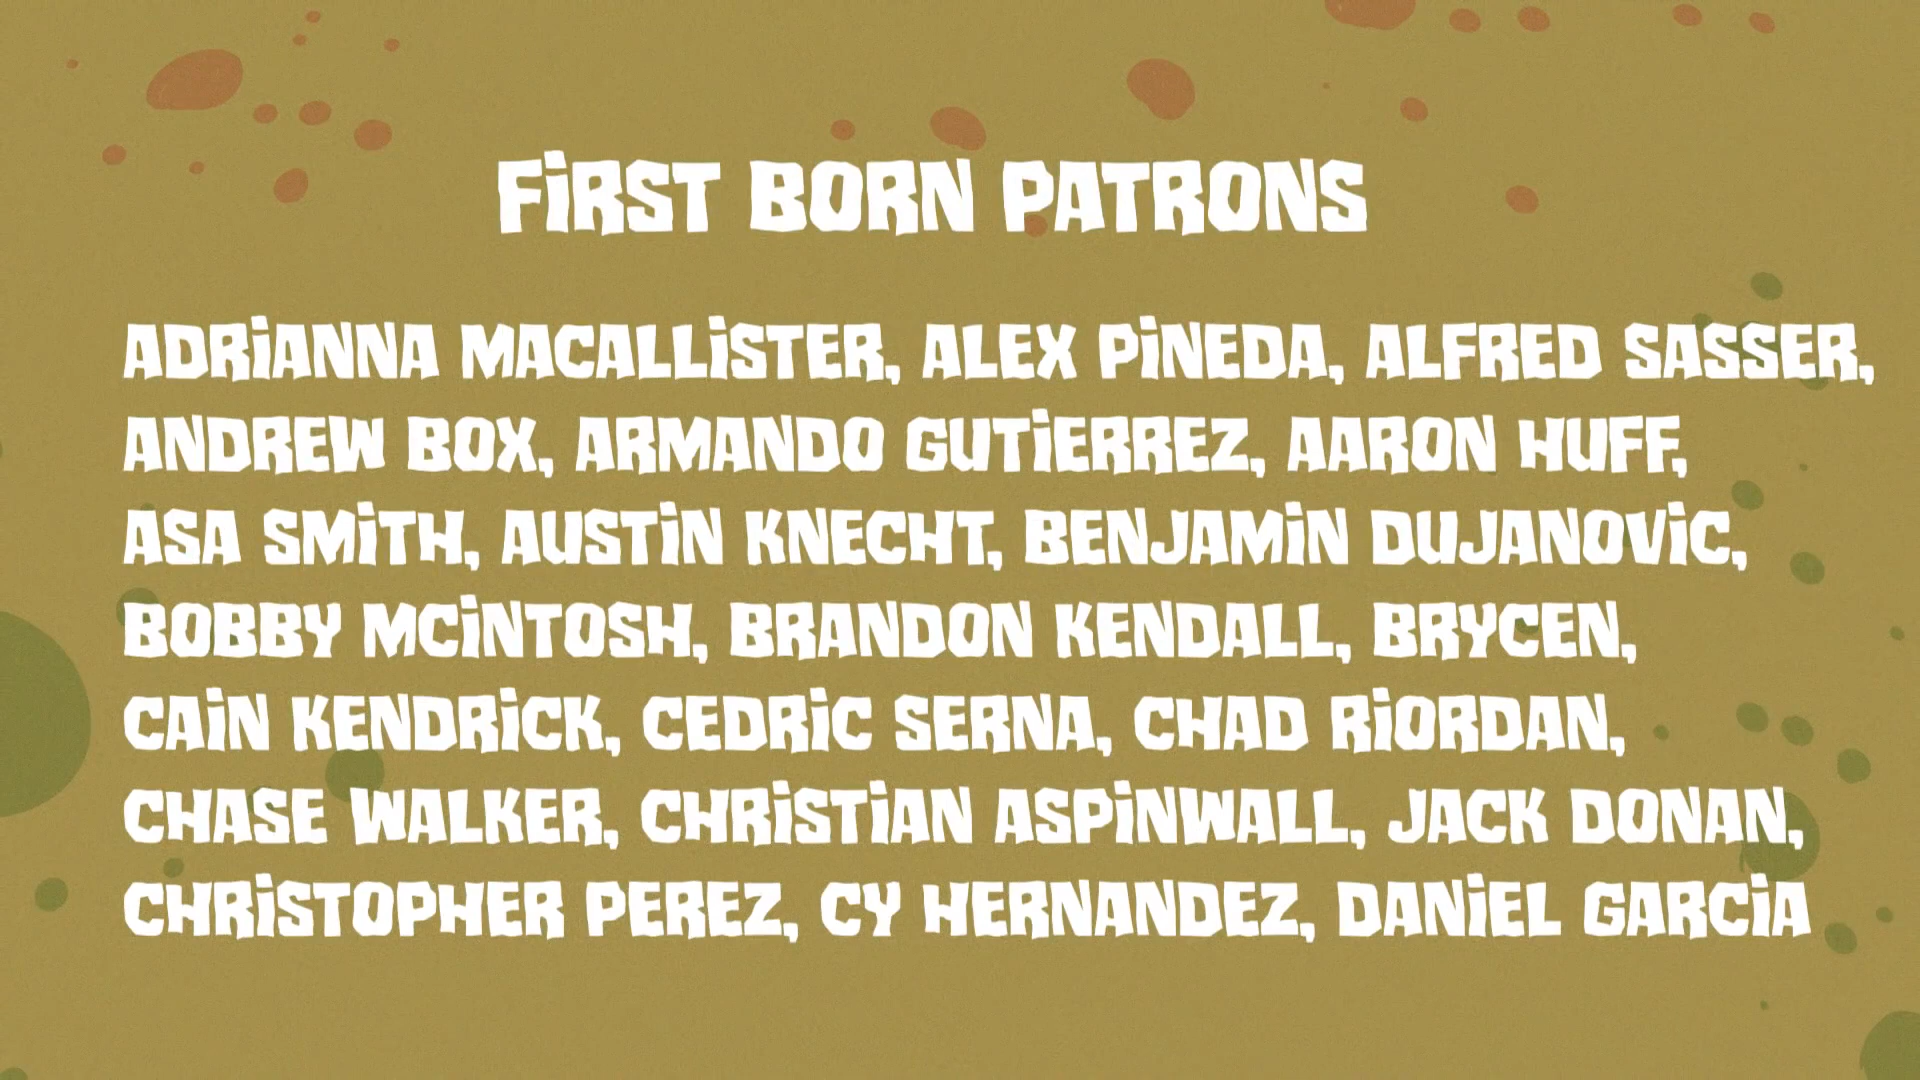 FIRST BORN PATRONS
ADRIANNA MACALLISTER, ALEX PINEDA, ALFRED SASSER,
ANDREW BOX, ARMANDO GUTIERREZ, AARON HUFF,
ASA SMITH, AUSTIN KNECHT, BENJAMIN DUJANOVIC,
BOBBY MCINTOSH, BRANDON KENDALL, BRYCEN,
CAIN KENDRICK, CEDRIC SERNA, CHAD RIORDAN,
CHASE WALKER, CHRISTIAN ASPINWALL, JACK DONAN,
CHRISTOPHER PEREZ, CY HERNANDEZ, DANIEL GARCIA